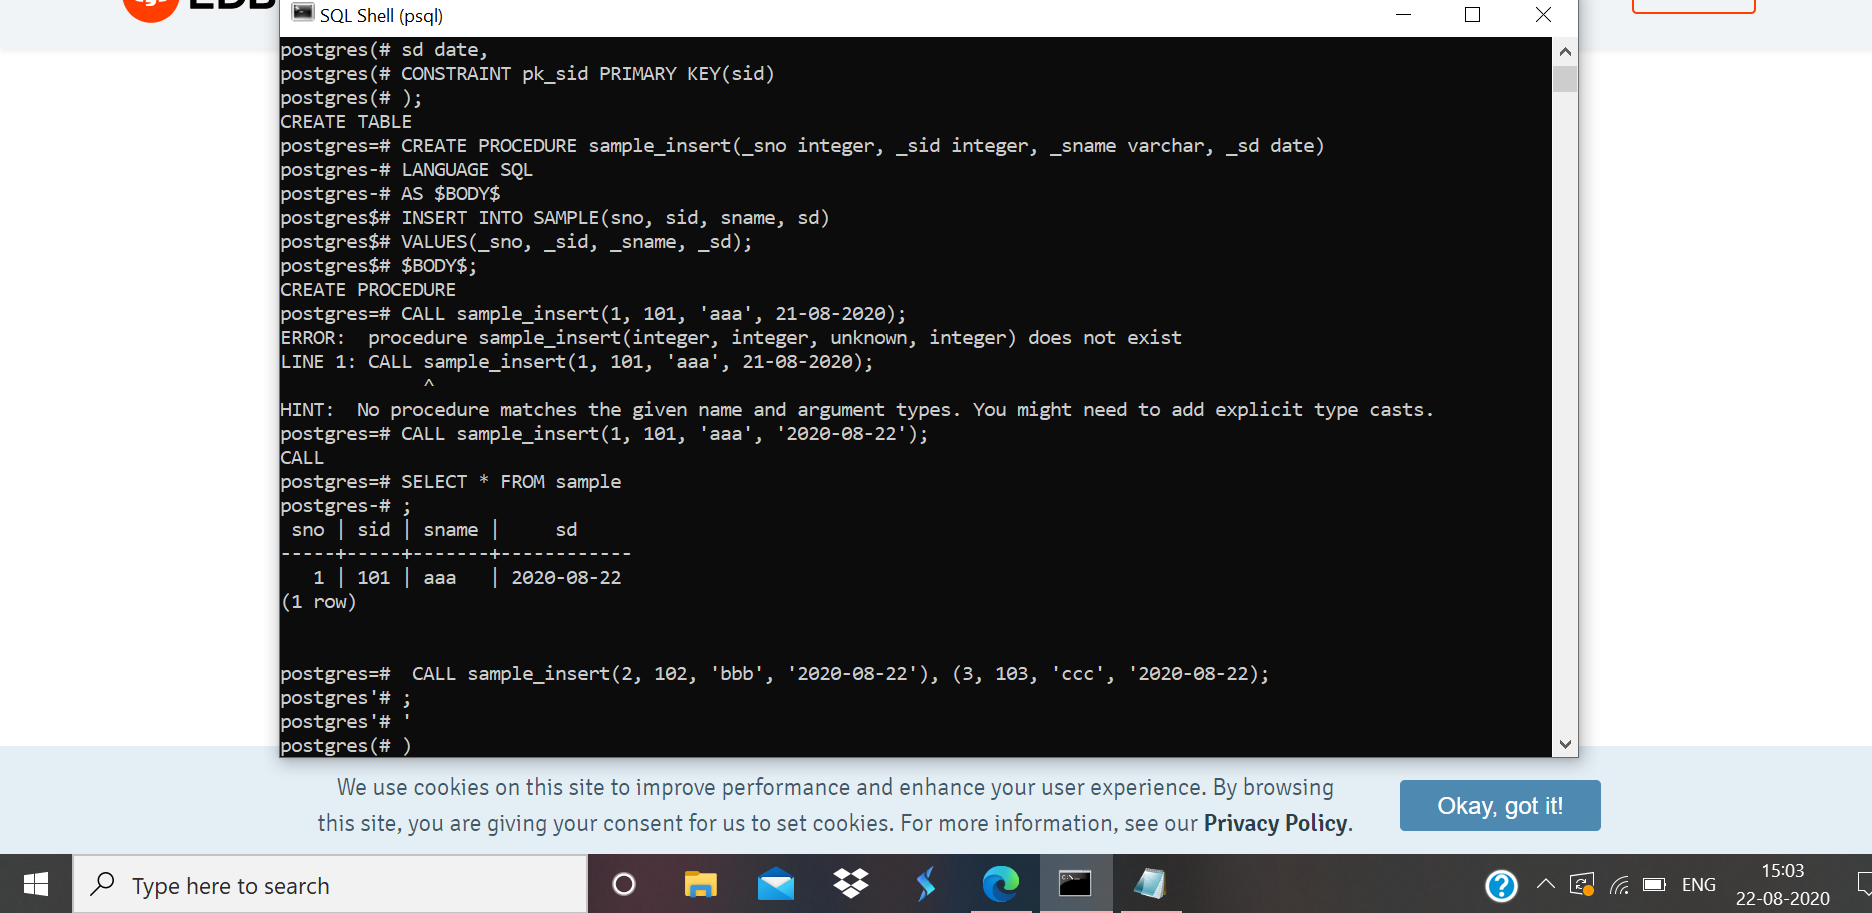 EDB
SQL Shell (psql)
postgres(# sd date,
postgres(# CONSTRAINT pk_sid PRIMARY KEY(sid)
postgres(# );
CREATE TABLE
postgres=# CREATE PROCEDURE sample_insert(_sno integer, _sid integer, _sname varchar, _sd date)
postgres-# LANGUAGE SQL
postgres-# AS $BODY$
postgres$# INSERT INTO SAMPLE(sno, sid, sname, sd)
postgres$# VALUES(_sno, _sid, _sname, _sd);
postgres$# $BODY$;
CREATE PROCEDURE
postgres=# CALL sample_insert(1, 101, 'aaa', 21-08-2020);
ERROR:  procedure sample_insert(integer, integer, unknown, integer) does not exist
LINE 1: CALL sample_insert(1, 101, 'aaa', 21-08-2020);
^
HINT:  No procedure matches the given name and argument types. You might need to add explicit type casts.
postgres=# CALL sample_insert(1, 101, 'aaa', '2020-08-22');
CALL
postgres=# SELECT * FROM sample
postgres-# ;
 sno | sid | sname |     sd
-----+-----+-------+------------
   1 | 101 | aaa   | 2020-08-22
(1 row)
postgres=#  CALL sample_insert(2, 102, 'bbb', '2020-08-22'), (3, 103, 'ccc', '2020-08-22);
postgres'# ;
postgres'# '
postgres(# )
We use cookies on this site to improve performance and enhance your user experience. By browsing
this site, you are giving your consent for us to set cookies. For more information, see our Privacy Policy.
Okay, got it!
Type here to search
ENG
15:03
22-08-2020